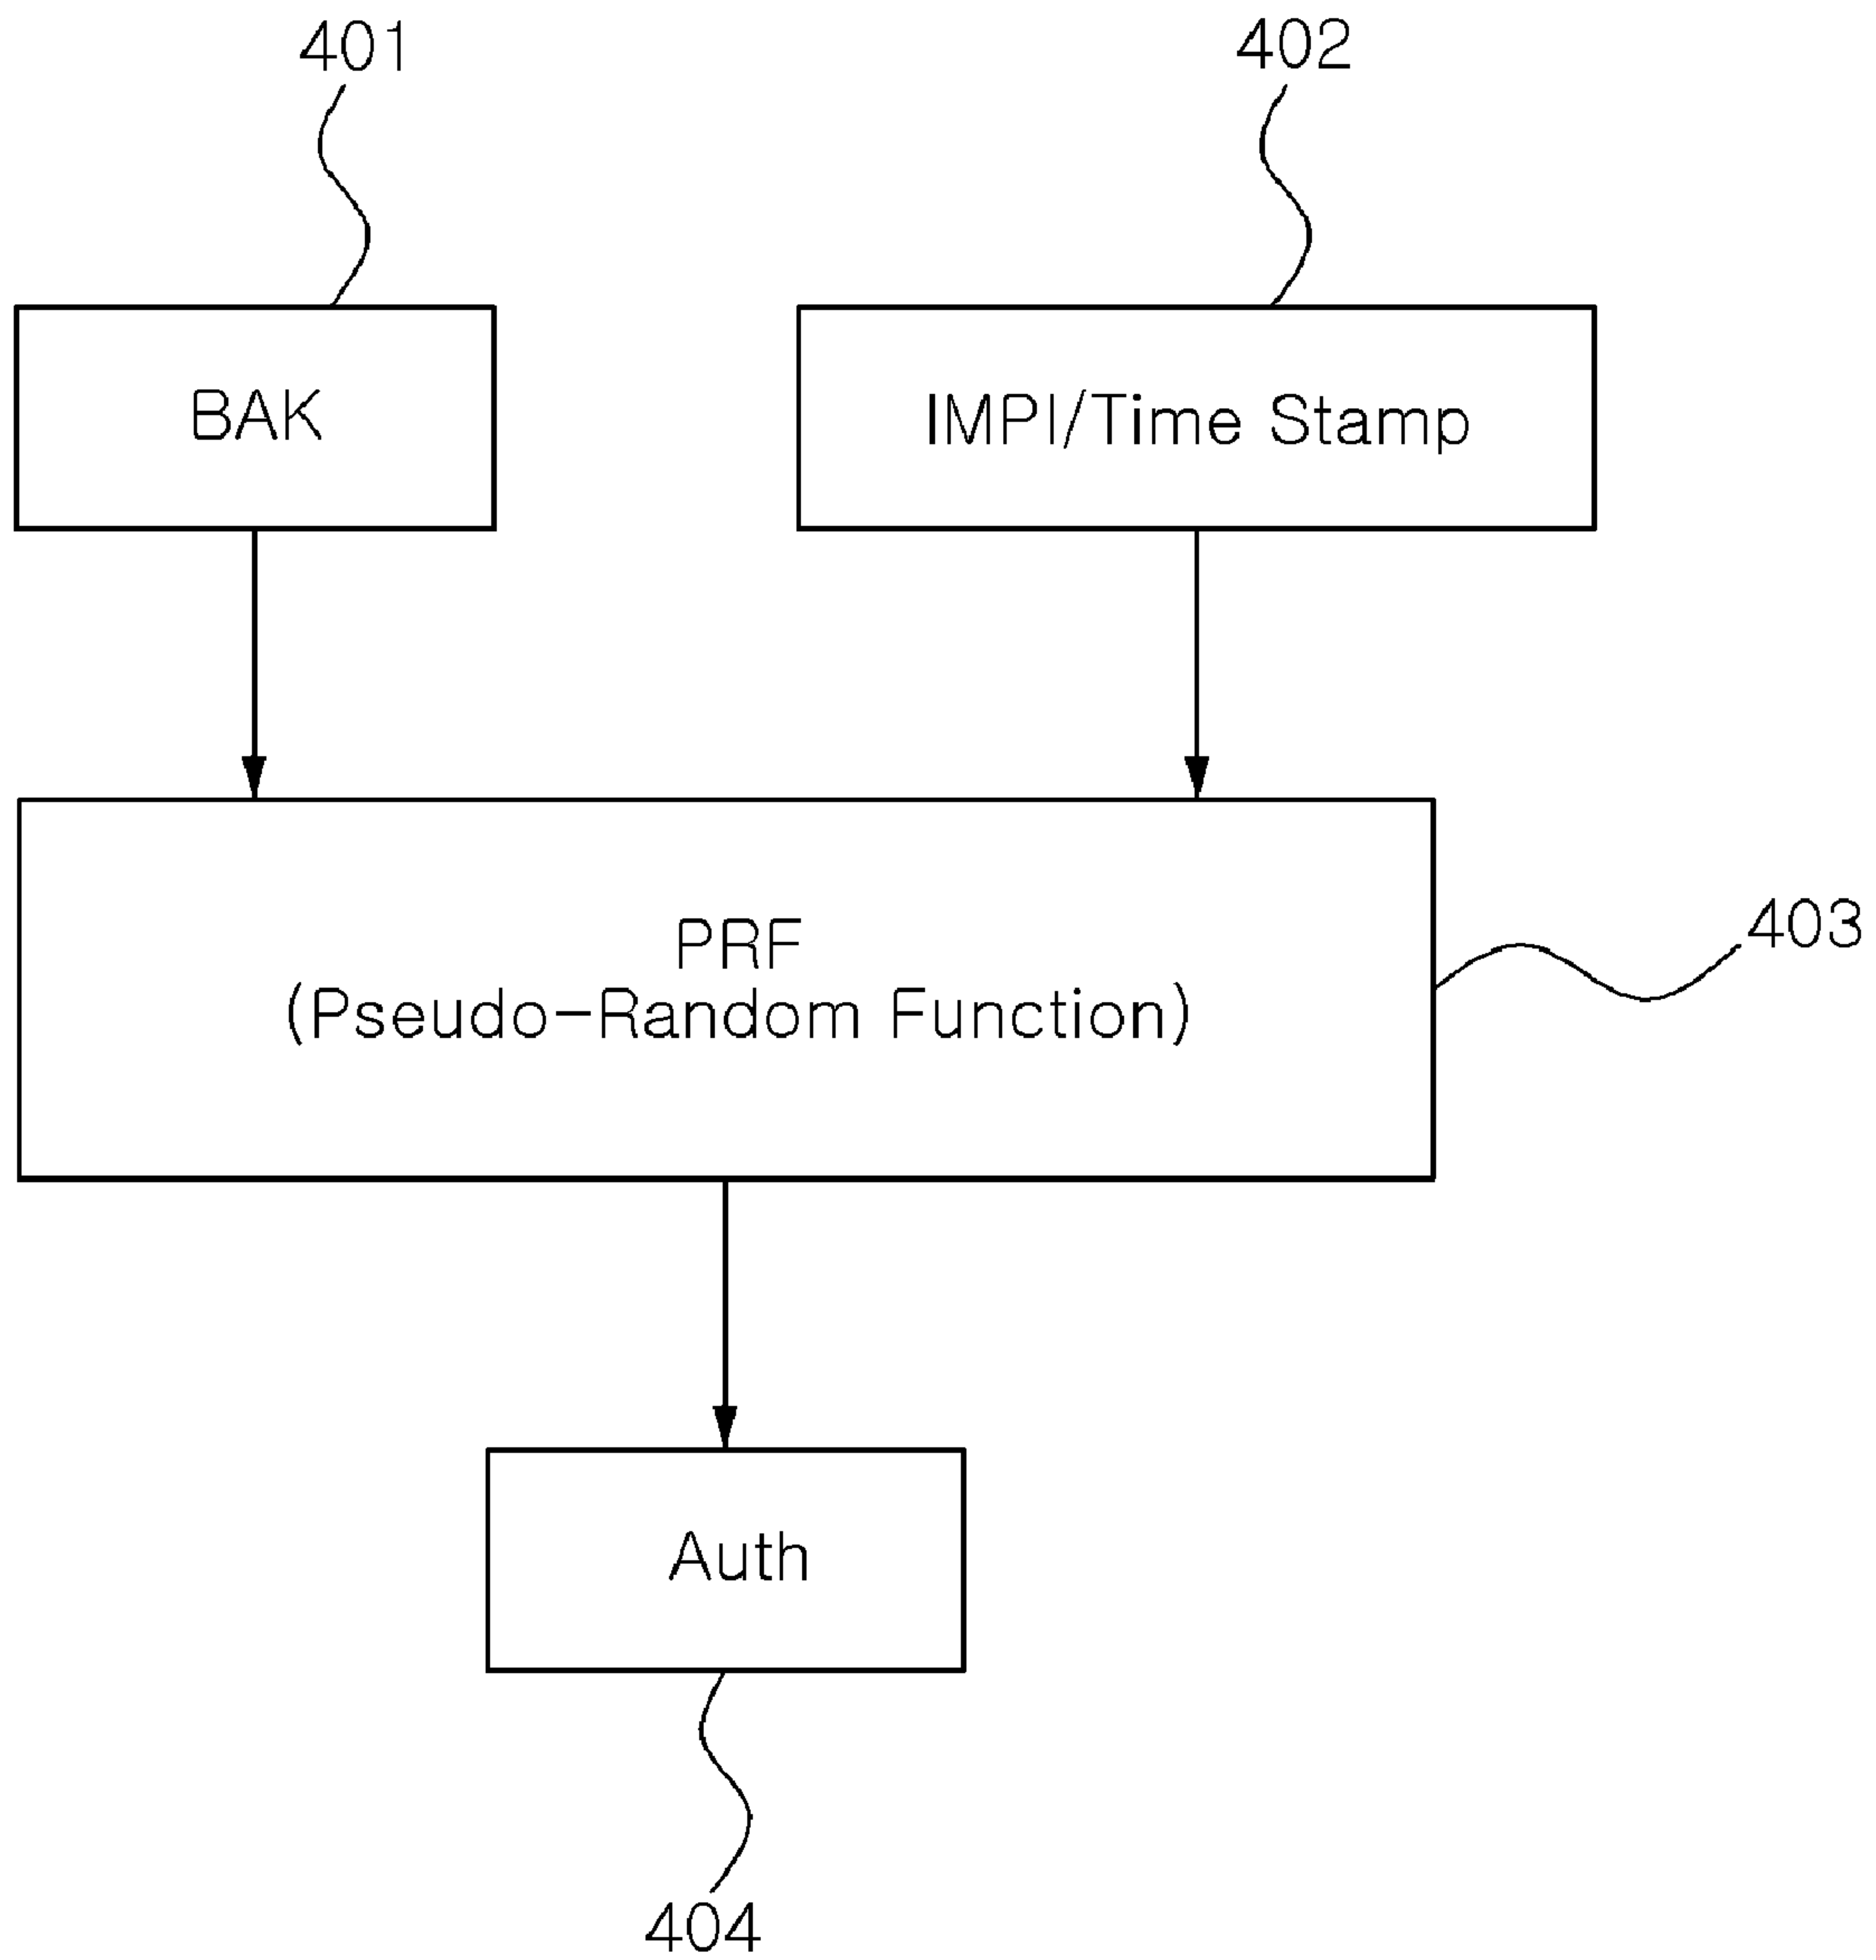 401
402
BAK
IMPI/Time Stamp
PRF
(Pseudo-Random Function)
403
Auth
404